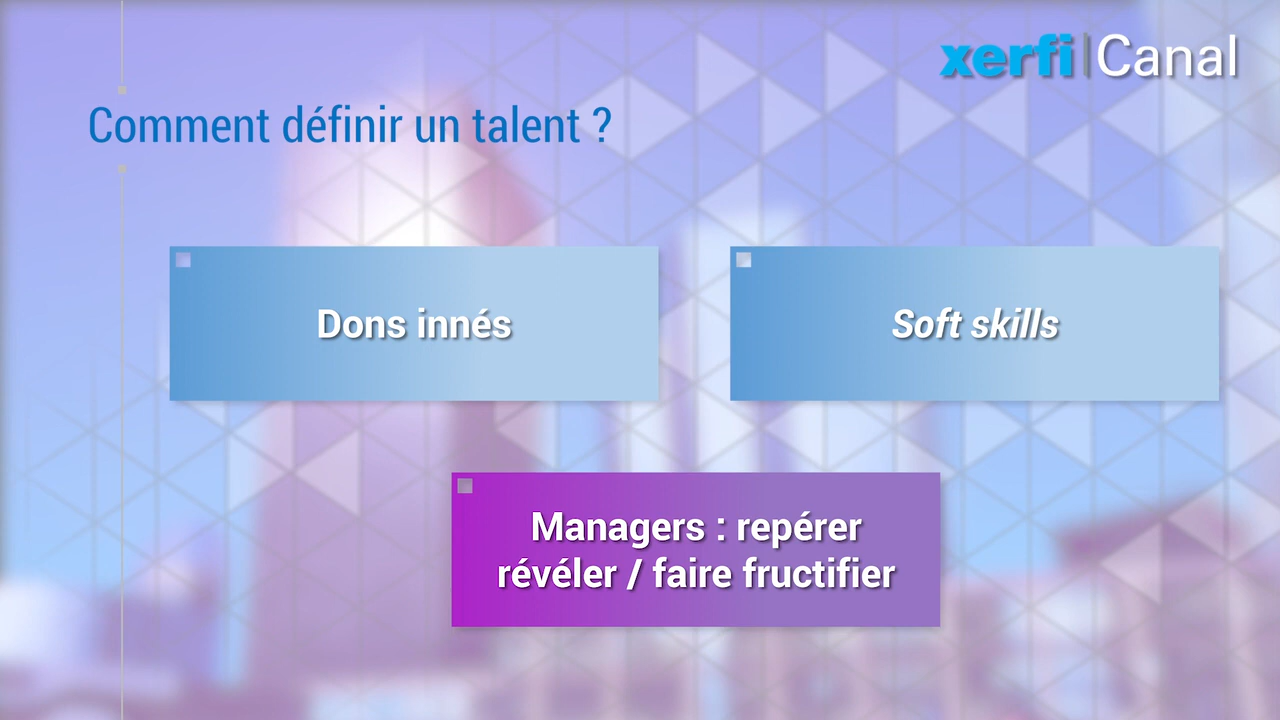 xerfi Canal
Comment définir un talent ?
Dons innés
Soft skills
Managers : repérer
révéler / faire fructifier